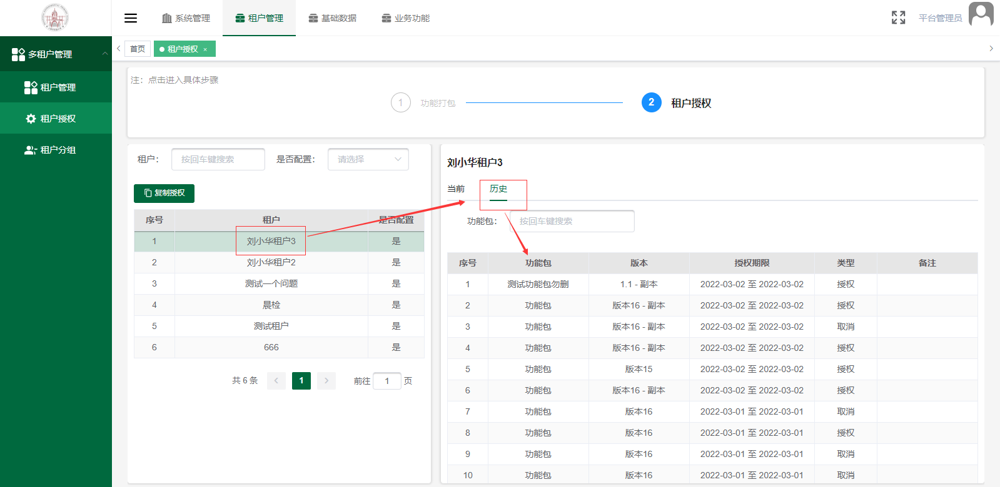 系统管理
租户管理
基础数据
业务功能
平台管理员
多租户管理
租户管理
租户授权
租户分组
首页
租户授权 ×
注：点击进入具体步骤
1 功能打包
2 租户授权
租户： 按回车键搜索 是否配置： 请选择
复制授权
序号 租户 是否配置
1 刘小华租户3 是
2 刘小华租户2 是
3 测试一个问题 是
4 晨检 是
5 测试租户 是
6 666 是
共 6 条 1 前往 1 页
刘小华租户3
当前 历史
功能包： 按回车键搜索
序号 功能包 版本 授权期限 类型 备注
1 测试功能包勿删 1.1 - 副本 2022-03-02 至 2022-03-02 授权
2 功能包 版本16 - 副本 2022-03-02 至 2022-03-02 授权
3 功能包 版本16 - 副本 2022-03-02 至 2022-03-02 取消
4 功能包 版本16 - 副本 2022-03-02 至 2022-03-02 授权
5 功能包 版本15 2022-03-02 至 2022-03-02 授权
6 功能包 版本16 - 副本 2022-03-02 至 2022-03-02 授权
7 功能包 版本16 2022-03-01 至 2022-03-01 取消
8 功能包 版本16 2022-03-01 至 2022-03-01 授权
9 功能包 版本16 2022-03-01 至 2022-03-01 取消
10 功能包 版本16 2022-03-01 至 2022-03-01 取消